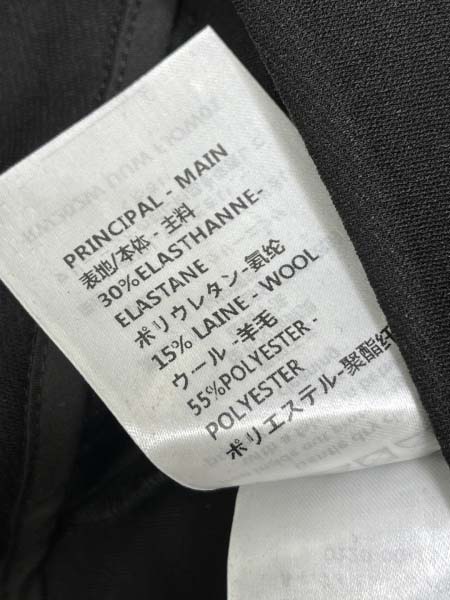 PRINCIPAL - MAIN
表地/本体 - 主料
30%ELASTHANNE-
ELASTANE
ポリウレタン-氨纶
15% LAINE - WOOL
ウール -羊毛
55%POLYESTER -
POLYESTER
ポリエステル-聚酯纤